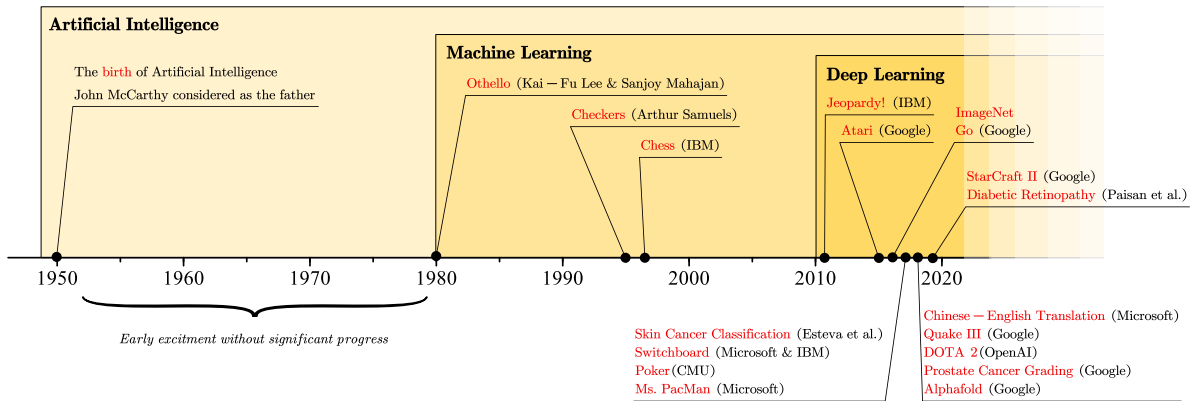 Artificial Intelligence
The birth of Artificial Intelligence
John McCarthy considered as the father
Machine Learning
Othello (Kai – Fu Lee & Sanjoy Mahajan)
Checkers (Arthur Samuels)
Chess (IBM)
Deep Learning
Jeopardy! (IBM)
Atari (Google)
ImageNet
Go (Google)
StarCraft II (Google)
Diabetic Retinopathy (Paisan et al.)
1950 1960 1970 1980 1990 2000 2010 2020
Early excitment without significant progress
Skin Cancer Classification (Esteva et al.)
Switchboard (Microsoft & IBM)
Poker(CMU)
Ms. PacMan (Microsoft)
Chinese – English Translation (Microsoft)
Quake III (Google)
DOTA 2(OpenAI)
Prostate Cancer Grading (Google)
Alphafold (Google)